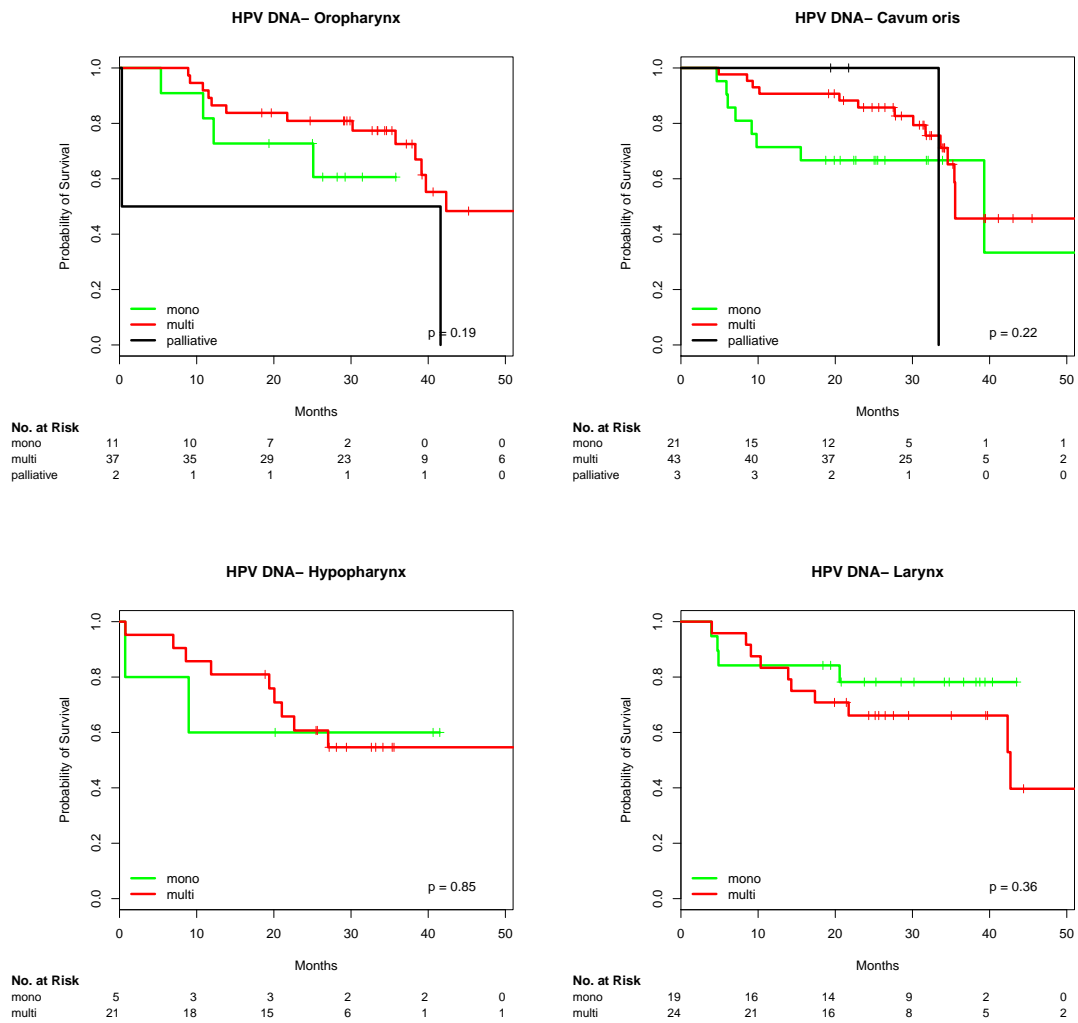 HPV DNA− Oropharynx
Probability of Survival
1.0
0.8
0.6
0.4
0.2
0.0
mono
multi
palliative
p = 0.19
0 10 20 30 40 50
Months
No. at Risk
mono 11 10 7 2 0 0
multi 37 35 29 23 9 6
palliative 2 1 1 1 1 0
HPV DNA− Cavum oris
Probability of Survival
1.0
0.8
0.6
0.4
0.2
0.0
mono
multi
palliative
p = 0.22
0 10 20 30 40 50
Months
No. at Risk
mono 21 15 12 5 1 1
multi 43 40 37 25 5 2
palliative 3 3 2 1 0 0
HPV DNA− Hypopharynx
Probability of Survival
1.0
0.8
0.6
0.4
0.2
0.0
mono
multi
p = 0.85
0 10 20 30 40 50
Months
No. at Risk
mono 5 3 3 2 2 0
multi 21 18 15 6 1 1
HPV DNA− Larynx
Probability of Survival
1.0
0.8
0.6
0.4
0.2
0.0
mono
multi
p = 0.36
0 10 20 30 40 50
Months
No. at Risk
mono 19 16 14 9 2 0
multi 24 21 16 8 5 2